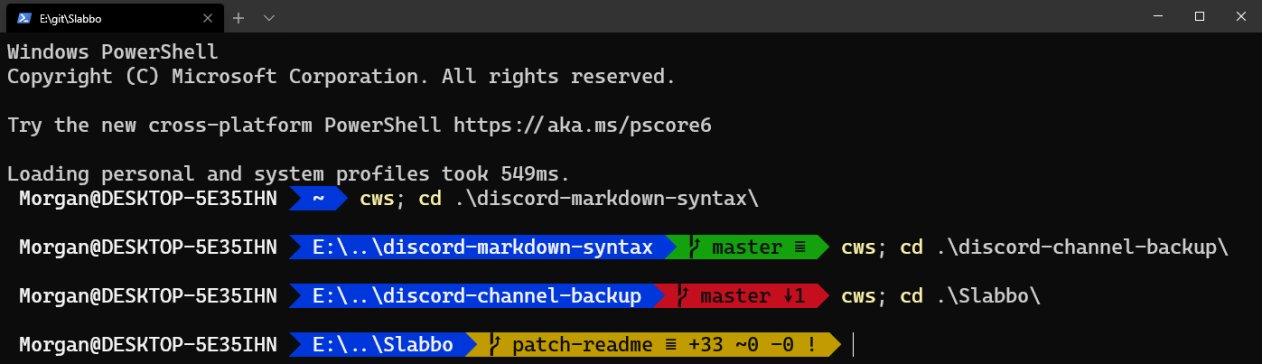 E:\git\Slabbo
Windows PowerShell
Copyright (C) Microsoft Corporation. All rights reserved.
Try the new cross-platform PowerShell https://aka.ms/pscore6
Loading personal and system profiles took 549ms.
Morgan@DESKTOP-5E35IHN ~ cws; cd .\discord-markdown-syntax\
Morgan@DESKTOP-5E35IHN E:\..\discord-markdown-syntax master ≡ cws; cd .\discord-channel-backup\
Morgan@DESKTOP-5E35IHN E:\..\discord-channel-backup master ↓1 cws; cd .\Slabbo\
Morgan@DESKTOP-5E35IHN E:\..\Slabbo patch-readme ≡ +33 ~0 -0 !